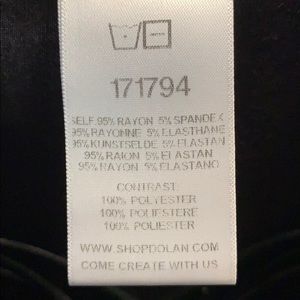 171794
SELF: 95% RAYON 5% SPANDEX
95% RAYONNE 5% ELASTHANE
95% KUNSTSEIDE 5% ELASTAN
95% RAION 5% ELASTAN
95% RAYON 5% ELASTANO
CONTRAST:
100% POLYESTER
100% POLIESTERE
100% POLIESTER
WWW.SHOPDOLAN.COM
COME CREATE WITH US